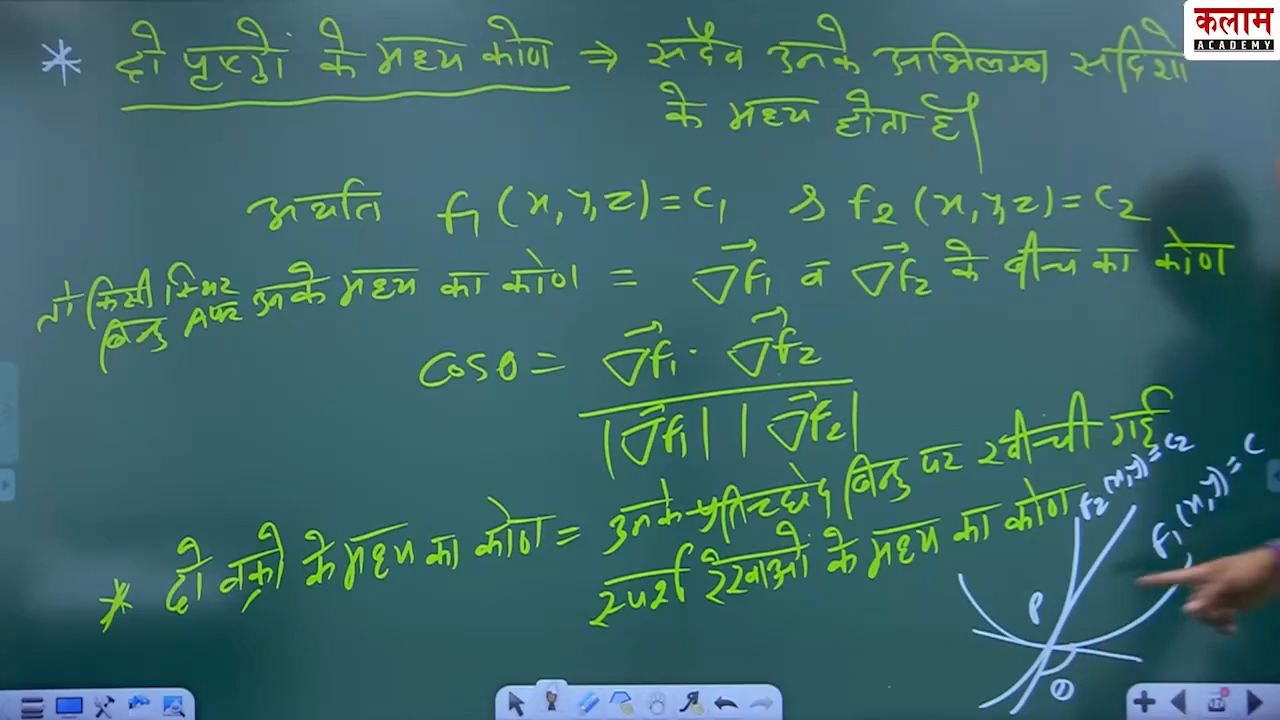 कलाम
ACADEMY
* दो पृष्ठों के मध्य कोण ⇒ सदैव उनके अभिलम्ब सदिशो
के मध्य होता है।
अर्थात f₁(x,y,z)=c₁ & f₂(x,y,z)=c₂
तो किसी स्थिर बिन्दु A पर उनके मध्य का कोण = ∇f₁ व ∇f₂ के बीच का कोण
cosθ = ∇f₁ · ∇f₂
|∇f₁| |∇f₂|
* दो वक्रो के मध्य का कोण = उनके प्रतिच्छेद बिन्दु पर खींची गई
स्पर्श रेखाओ के मध्य का कोण
f₂(x,y)=c₂
f₁(x,y)=c
P
θ